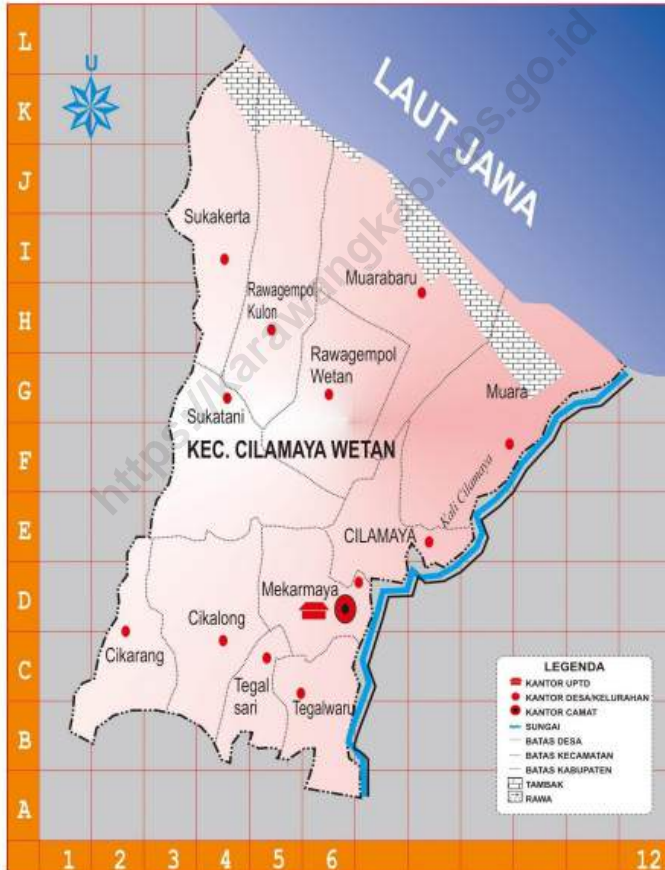 L
K
J
I
H
G
F
E
D
C
B
A
U
LAUT JAWA
https://karawangkab.bps.go.id
Sukakerta
Rawagempol
Kulon
Muarabaru
Rawagempol
Wetan
Sukatani
Muara
KEC. CILAMAYA WETAN
Kali Cilamaya
CILAMAYA
Mekarmaya
Cikalong
Cikarang
Tegal
sari
Tegalwaru
LEGENDA
KANTOR UPTD
KANTOR DESA/KELURAHAN
KANTOR CAMAT
SUNGAI
BATAS DESA
BATAS KECAMATAN
BATAS KABUPATEN
TAMBAK
RAWA
1 2 3 4 5 6 12